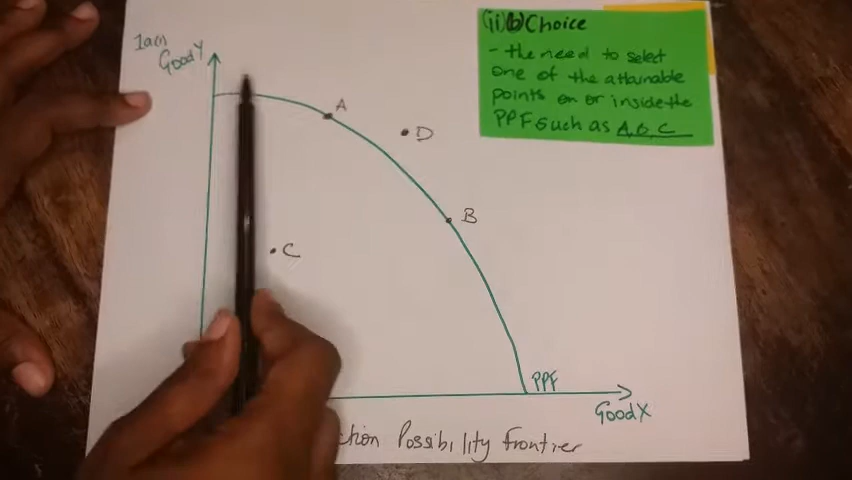 1a(i)
Good Y
A
D
B
C
PPF
Good X
Possibility Frontier
(ii)(b) Choice
- the need to select
one of the attainable
points on or inside the
PPF such as A, B, C